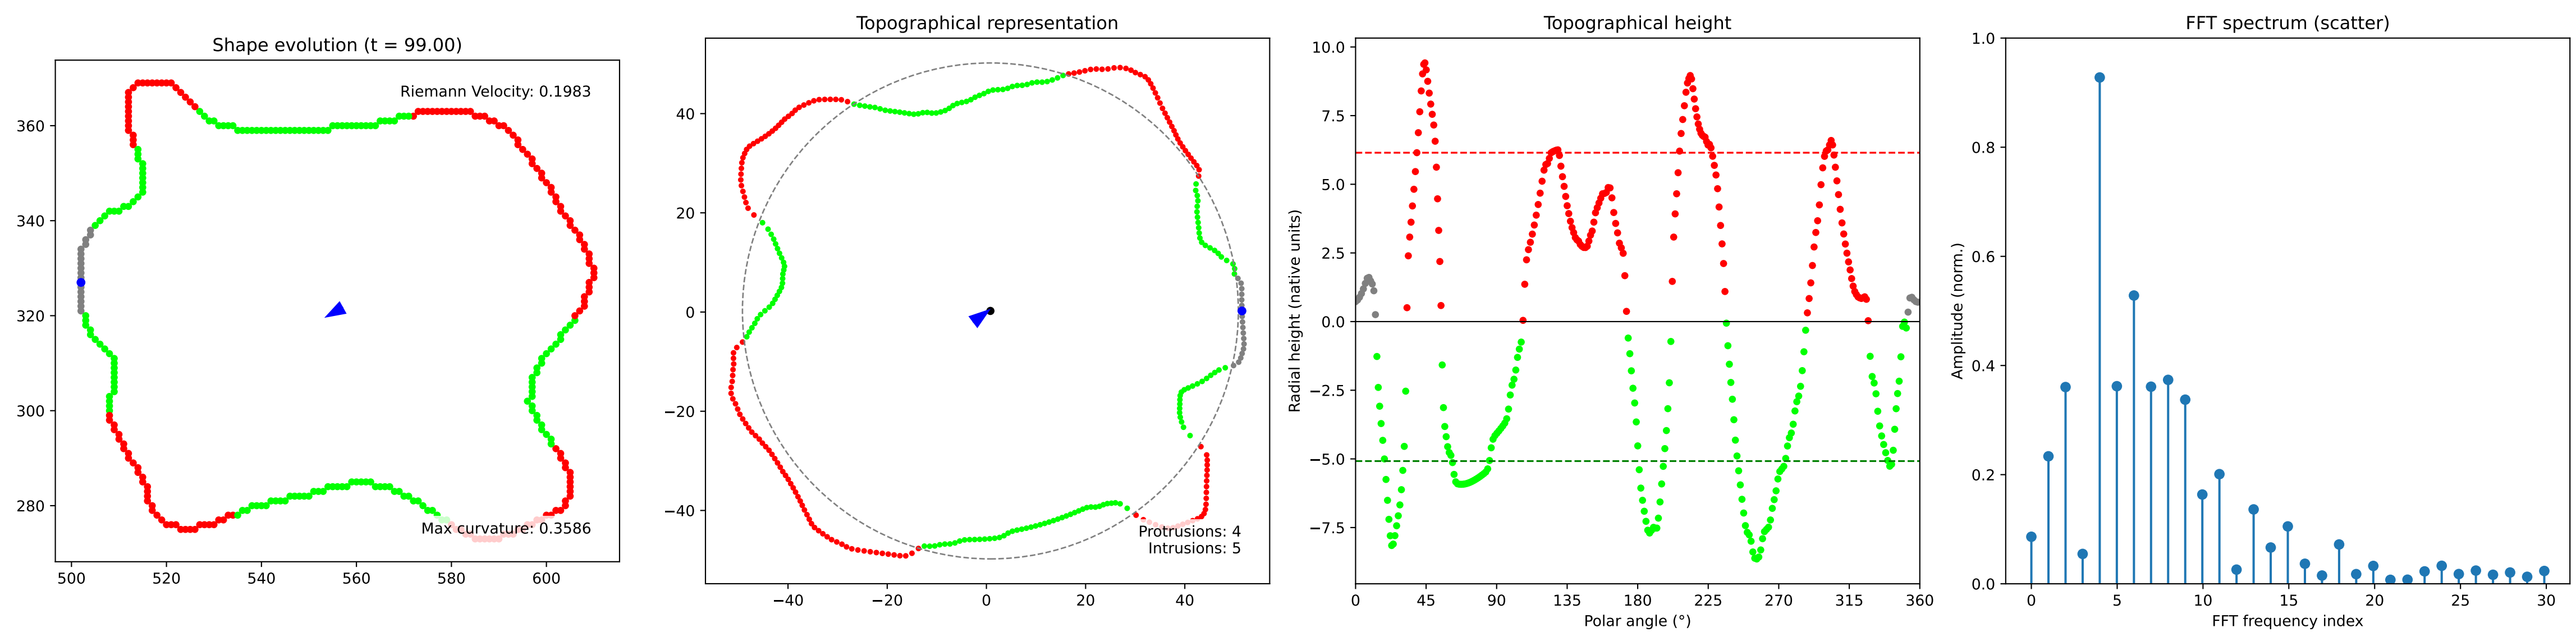 Shape evolution (t = 99.00)
Riemann Velocity: 0.1983
Max curvature: 0.3586
360
340
320
300
280
500 520 540 560 580 600
Topographical representation
Protrusions: 4
Intrusions: 5
40
20
0
−20
−40
−40 −20 0 20 40
Topographical height
Radial height (native units)
10.0
7.5
5.0
2.5
0.0
−2.5
−5.0
−7.5
0 45 90 135 180 225 270 315 360
Polar angle (°)
FFT spectrum (scatter)
Amplitude (norm.)
1.0
0.8
0.6
0.4
0.2
0.0
0 5 10 15 20 25 30
FFT frequency index